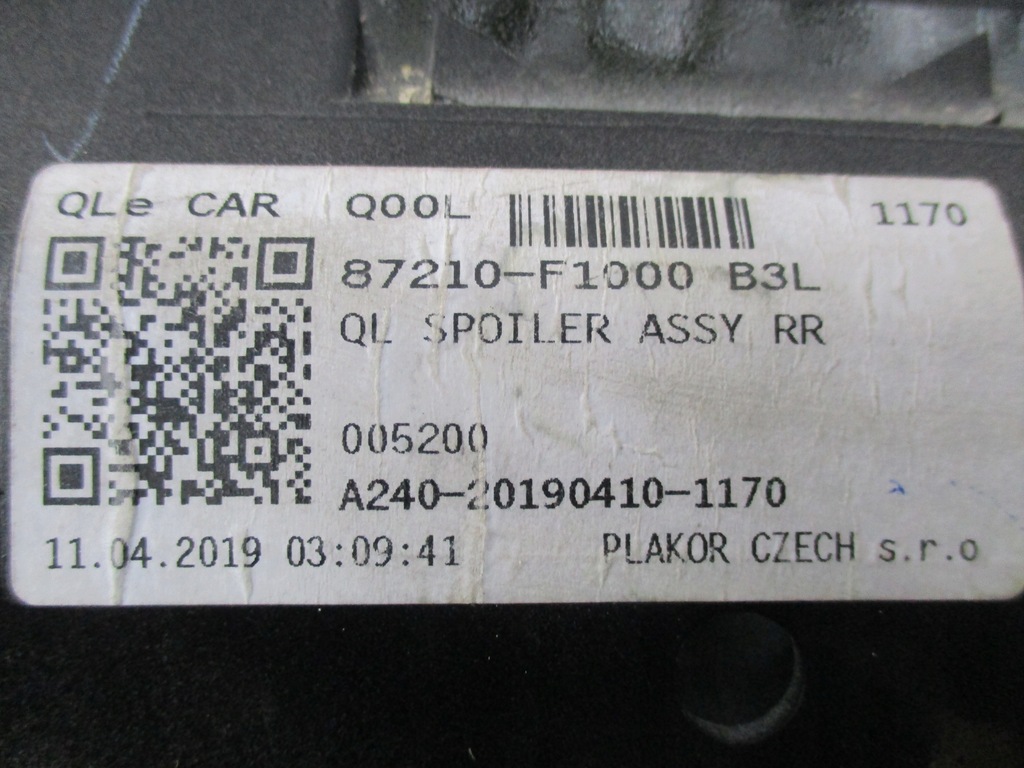 QLe CAR Q00L 1170
87210-F1000 B3L
QL SPOILER ASSY RR
005200
A240-20190410-1170
11.04.2019 03:09:41 PLAKOR CZECH s.r.o